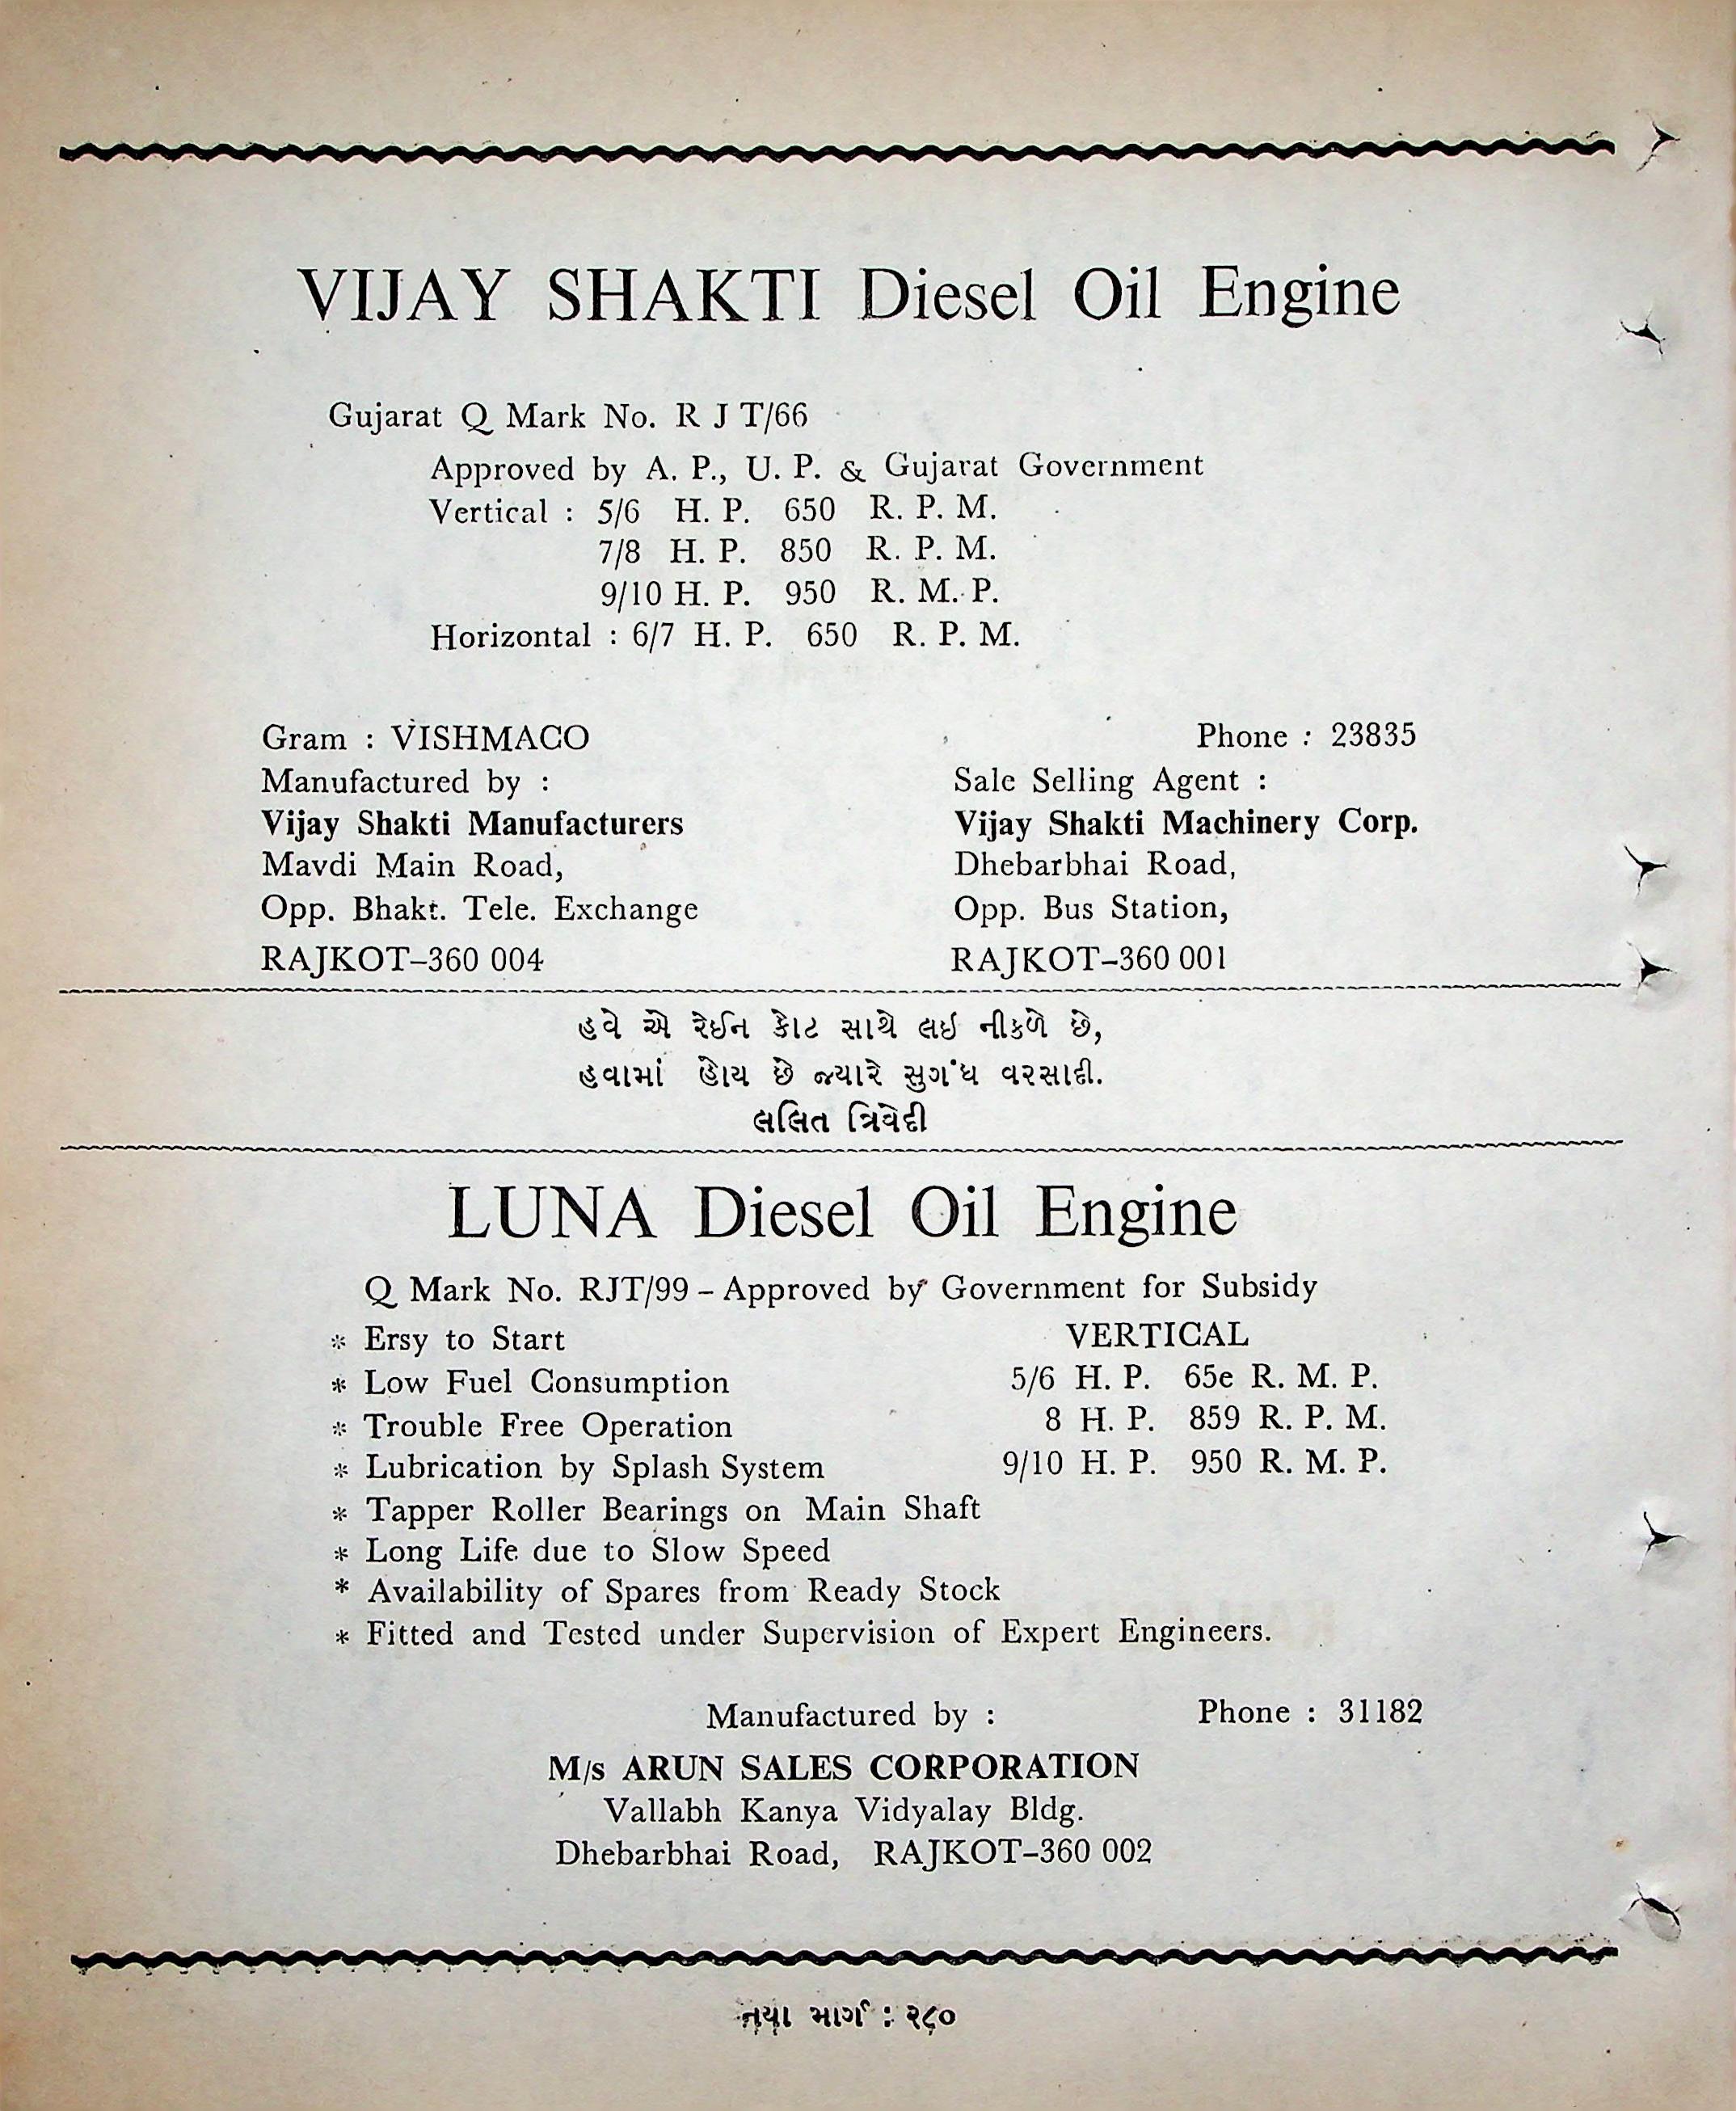 VIJAY SHAKTI Diesel Oil Engine
Gujarat Q Mark No. R J T/66
Approved by A. P., U. P. & Gujarat Government
Vertical : 5/6 H. P. 650 R. P. M.
7/8 H. P. 850 R. P. M.
9/10 H. P. 950 R. M. P.
Horizontal : 6/7 H. P. 650 R. P. M.
Gram : VISHMACO
Manufactured by :
Vijay Shakti Manufacturers
Mavdi Main Road,
Opp. Bhakt. Tele. Exchange
RAJKOT–360 004
Phone : 23835
Sale Selling Agent :
Vijay Shakti Machinery Corp.
Dhebarbhai Road,
Opp. Bus Station,
RAJKOT–360 001
હવે એ રેઈન કોટ સાથે લઇ નીકળે છે,
હવામાં હોય છે જ્યારે સુગંધ વરસાદી.
લલિત ત્રિવેદી
LUNA Diesel Oil Engine
Q Mark No. RJT/99 – Approved by Government for Subsidy
* Ersy to Start
* Low Fuel Consumption
* Trouble Free Operation
* Lubrication by Splash System
* Tapper Roller Bearings on Main Shaft
* Long Life due to Slow Speed
* Availability of Spares from Ready Stock
* Fitted and Tested under Supervision of Expert Engineers.
VERTICAL
5/6 H. P. 65e R. M. P.
8 H. P. 859 R. P. M.
9/10 H. P. 950 R. M. P.
Manufactured by :
Phone : 31182
M/s ARUN SALES CORPORATION
Vallabh Kanya Vidyalay Bldg.
Dhebarbhai Road, RAJKOT–360 002
નયા માર્ગ : ૨૮૦